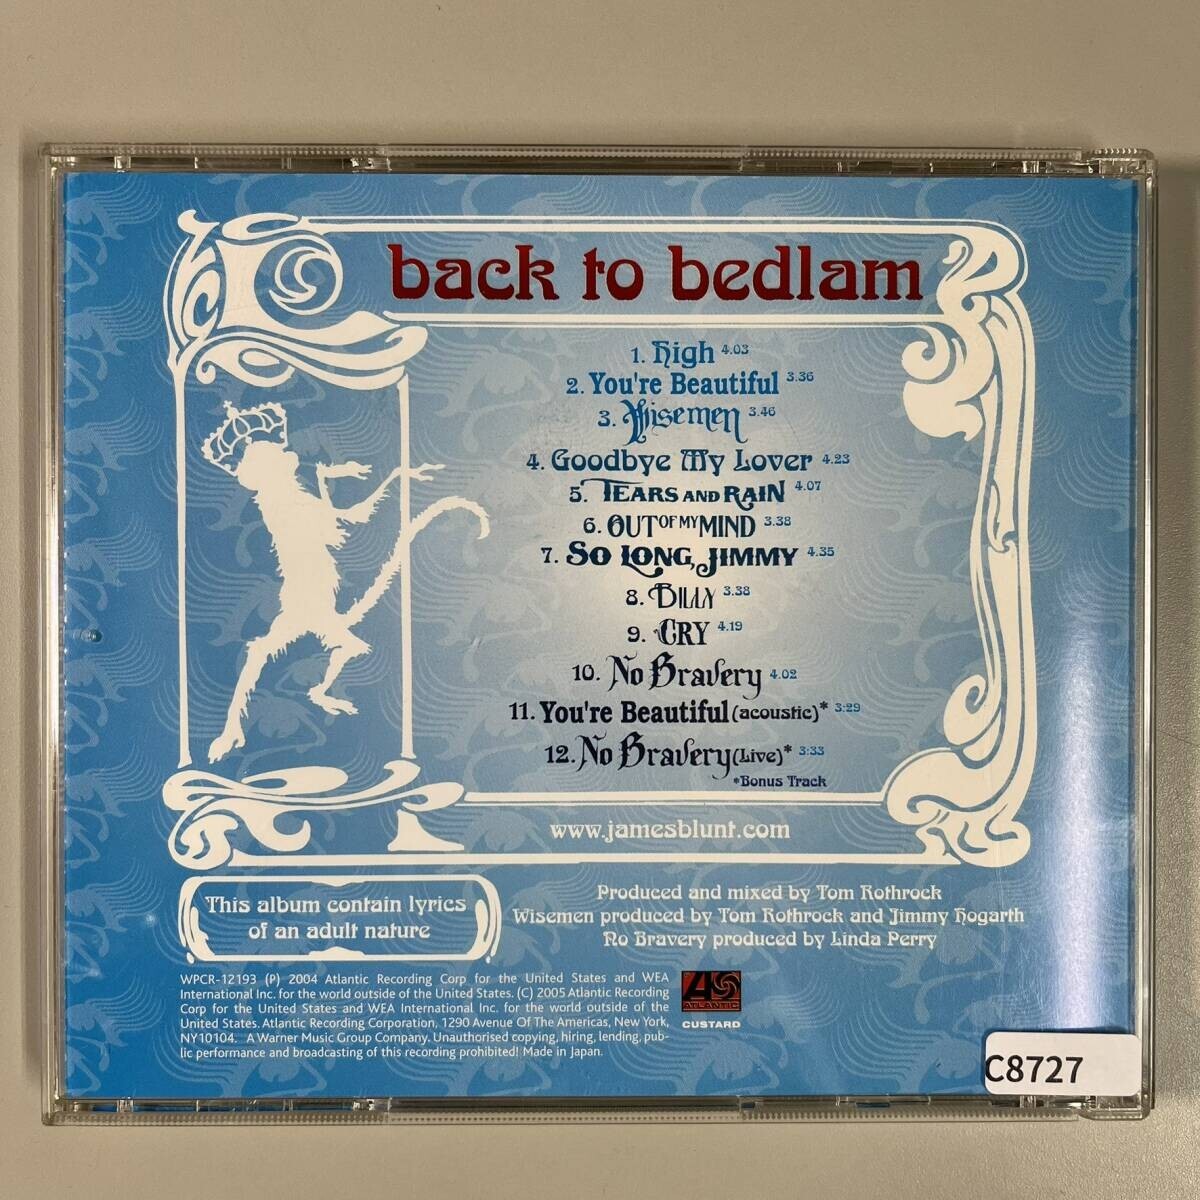 back to bedlam
1. High 4.03
2. You're Beautiful 3.36
3. Wisemen 3.46
4. Goodbye My Lover 4.23
5. TEARS AND RAIN 4.07
6. OUT OF MY MIND 3.38
7. SO LONG, JIMMY 4.35
8. BILLY 3.38
9. CRY 4.19
10. No Bravery 4.02
11. You're Beautiful (acoustic)* 3:29
12. No Bravery (Live)* 3:33
*Bonus Track
www.jamesblunt.com
This album contain lyrics
of an adult nature
Produced and mixed by Tom Rothrock
Wisemen produced by Tom Rothrock and Jimmy Hogarth
No Bravery produced by Linda Perry
WPCR-12193 (P) 2004 Atlantic Recording Corp for the United States and WEA
International Inc. for the world outside of the United States. (C) 2005 Atlantic Recording
Corp for the United States and WEA International Inc. for the world outside of the
United States. Atlantic Recording Corporation, 1290 Avenue Of The Americas, New York,
NY10104. A Warner Music Group Company. Unauthorised copying, hiring, lending, pub-
lic performance and broadcasting of this recording prohibited! Made in Japan.
ATLANTIC
CUSTARD
C8727